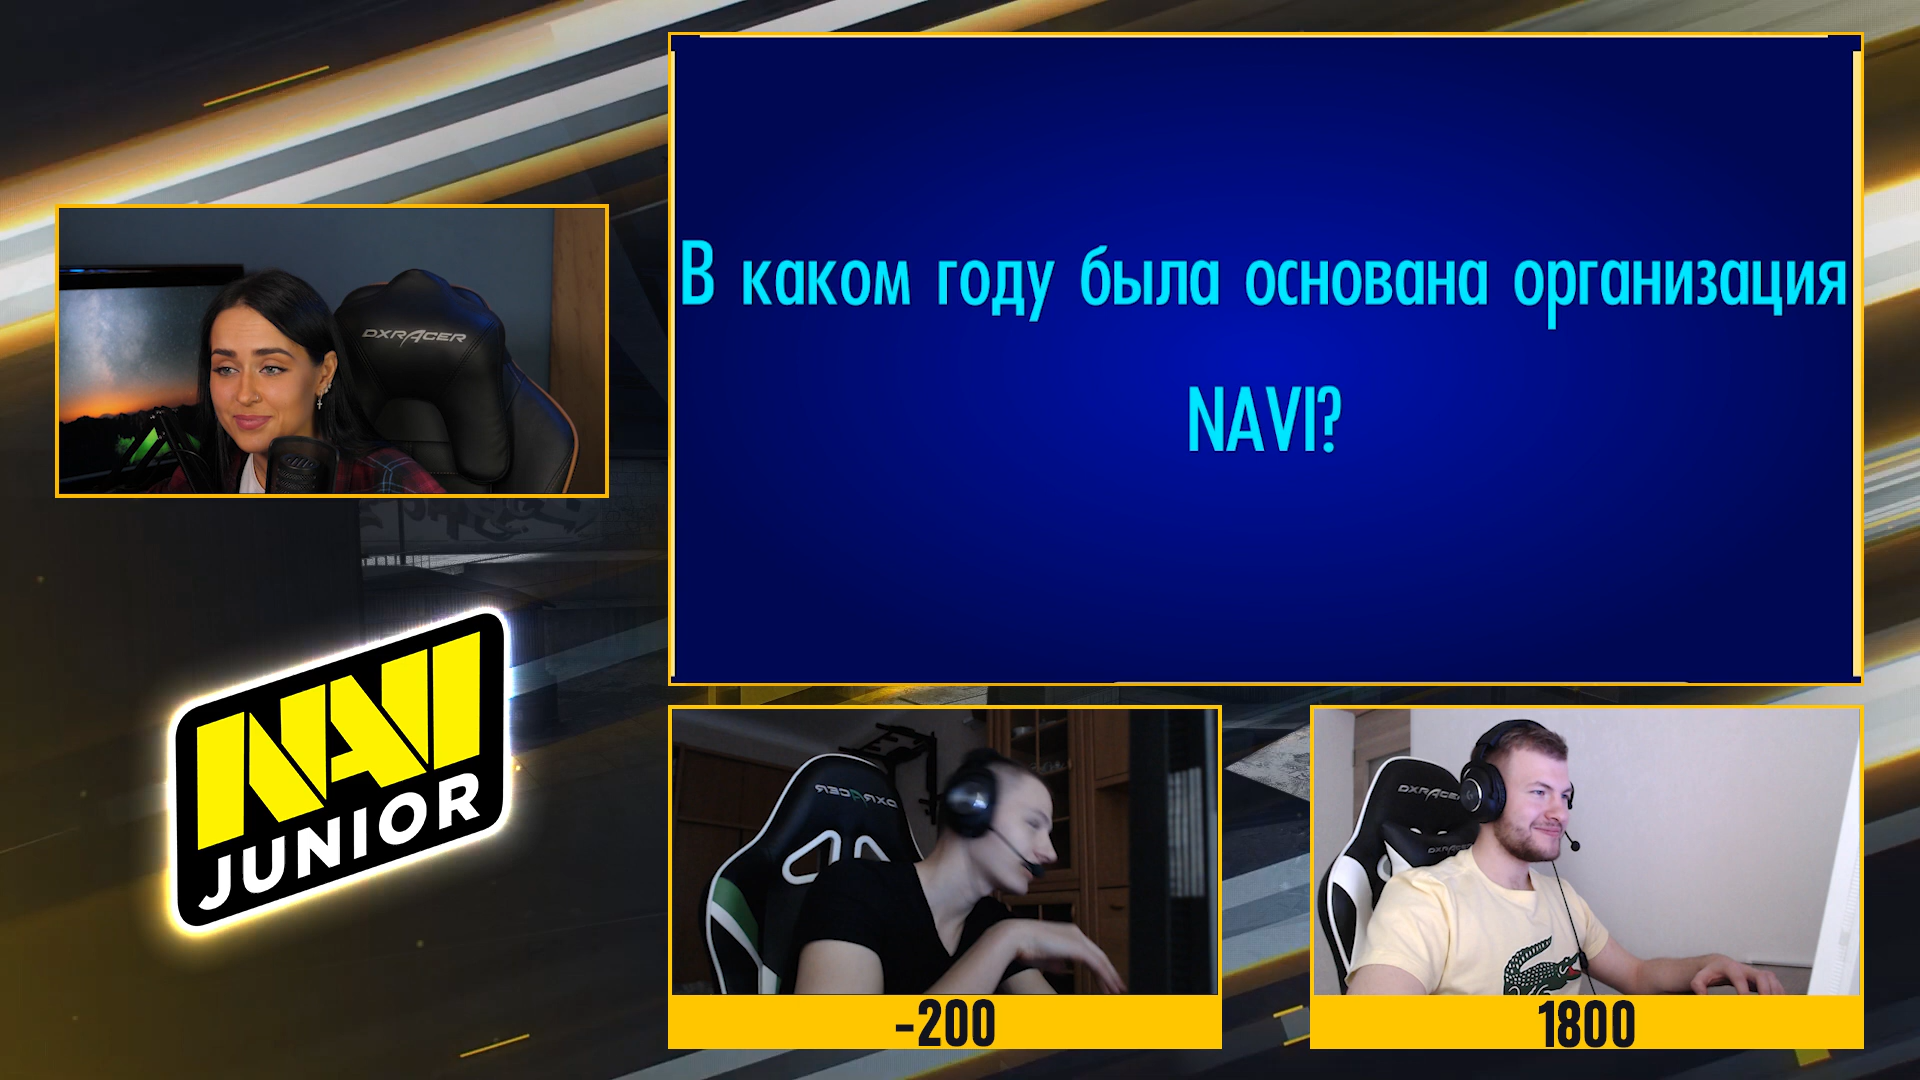 В каком году была основана организация
NAVI?
DXRACER
NAVI
JUNIOR
DXRACER
DXRACER
-200
1800